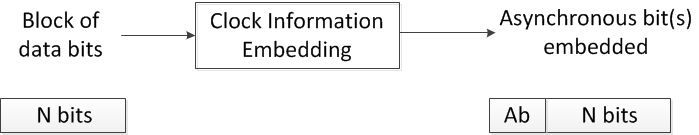 Block of
data bits
Clock Information
Embedding
Asynchronous bit(s)
embedded
N bits
Ab
N bits